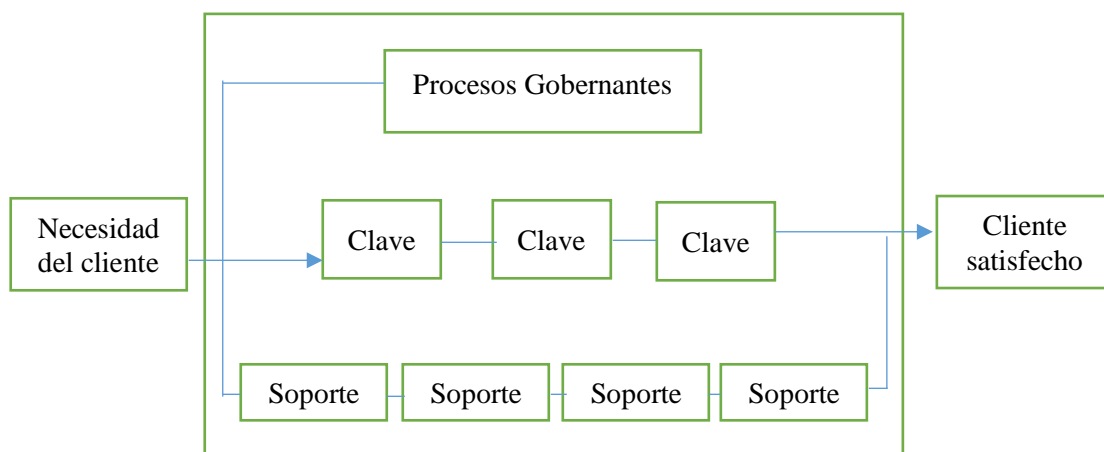 Procesos Gobernantes
Necesidad
del cliente
Clave
Clave
Clave
Cliente
satisfecho
Soporte
Soporte
Soporte
Soporte